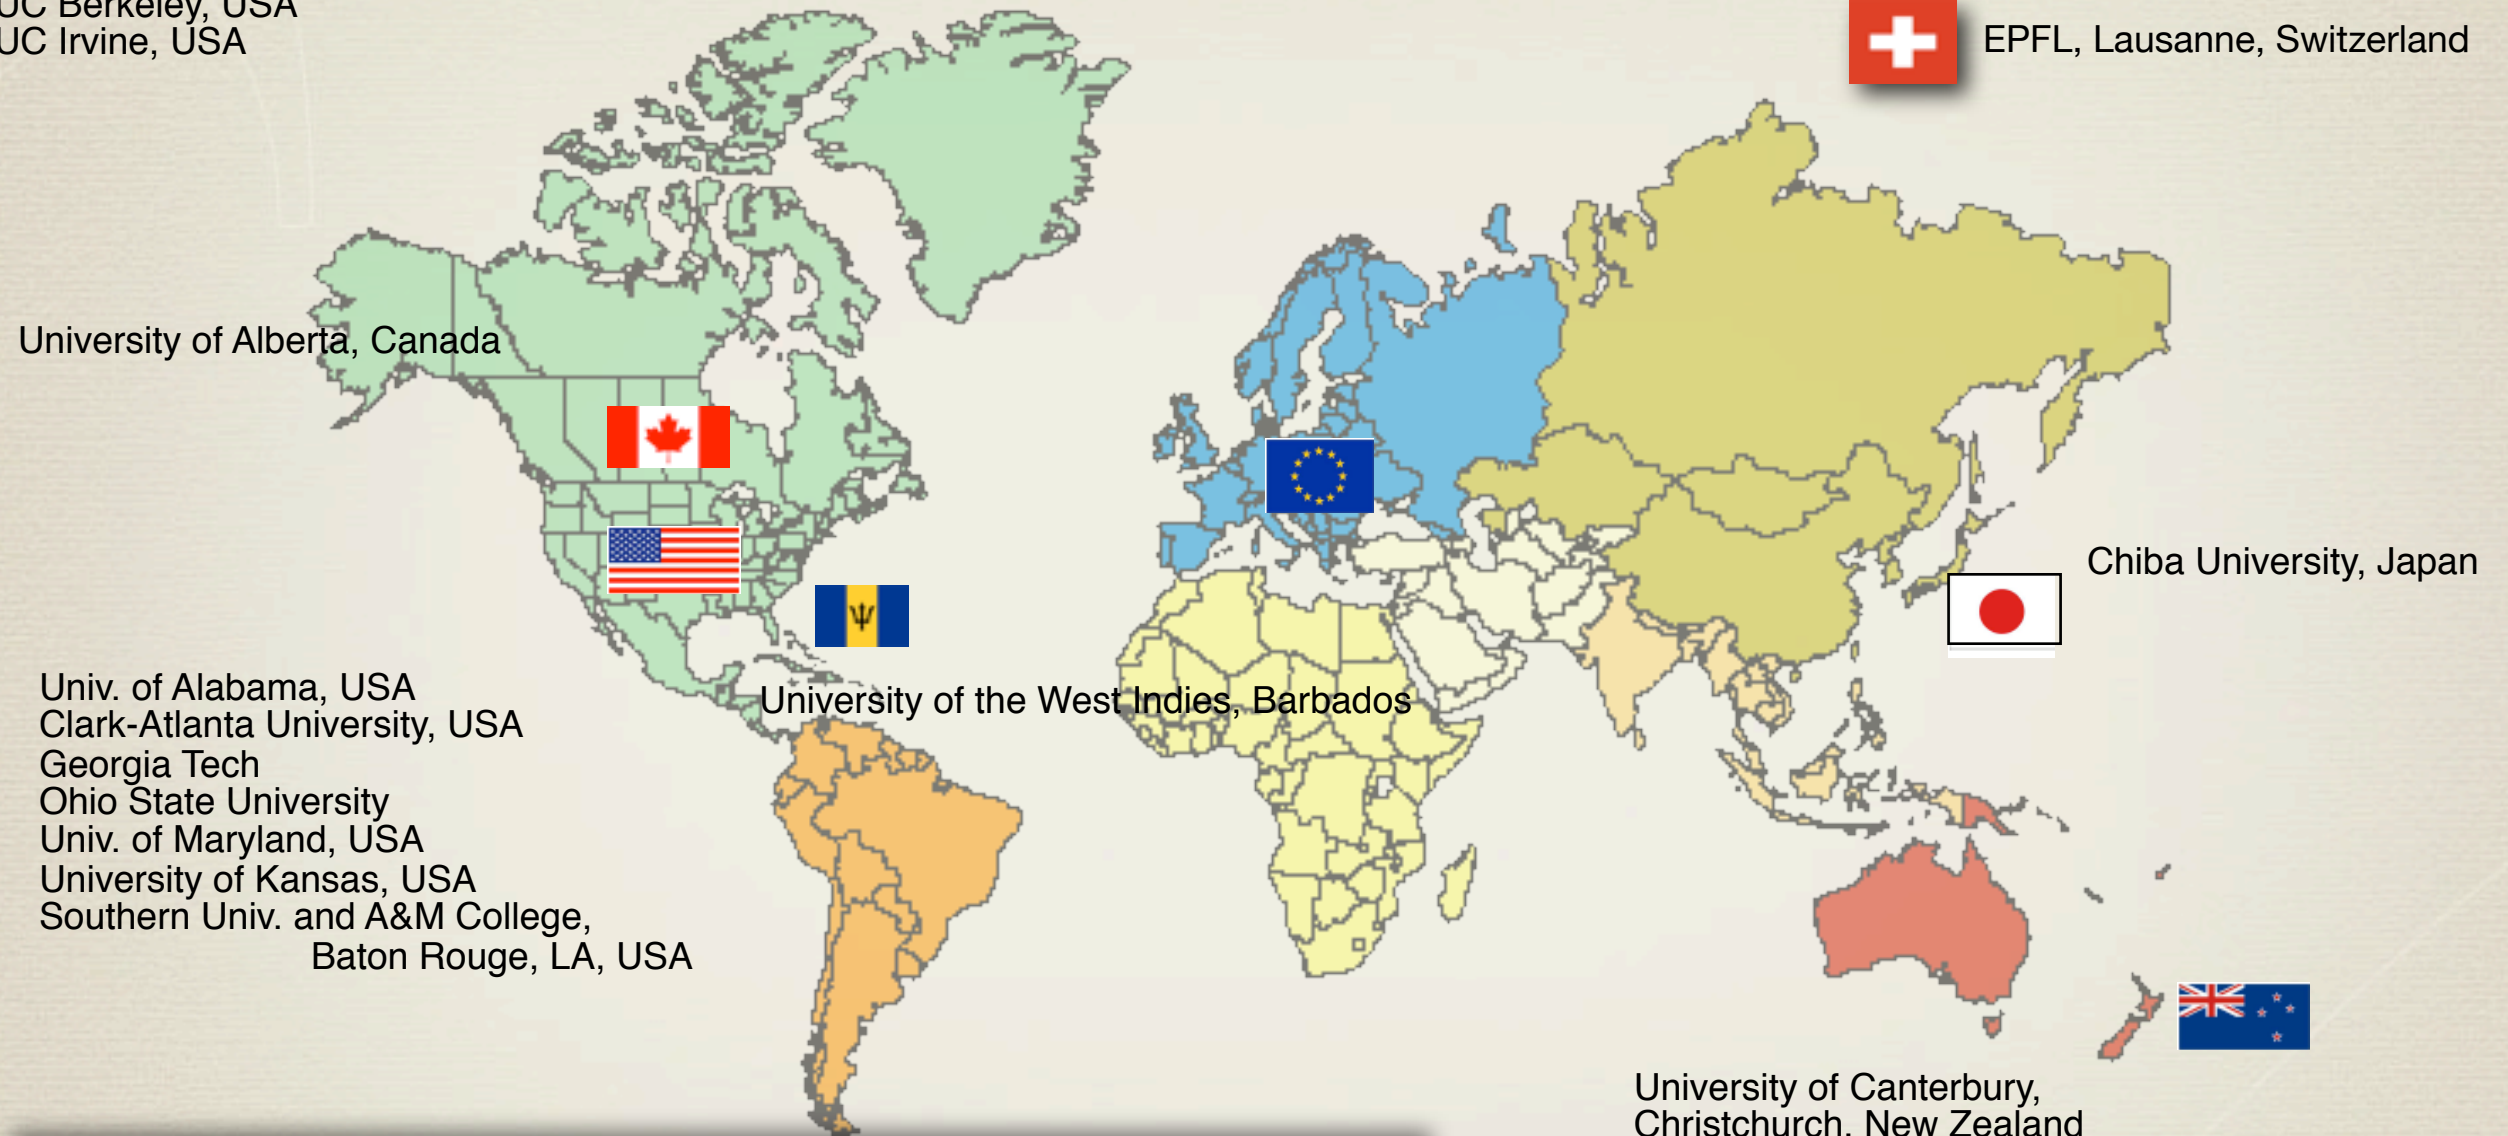 UC Berkeley, USA
UC Irvine, USA
EPFL, Lausanne, Switzerland
University of Alberta, Canada
Chiba University, Japan
University of the West Indies, Barbados
Univ. of Alabama, USA
Clark-Atlanta University, USA
Georgia Tech
Ohio State University
Univ. of Maryland, USA
University of Kansas, USA
Southern Univ. and A&M College,
Baton Rouge, LA, USA
University of Canterbury,
Christchurch, New Zealand